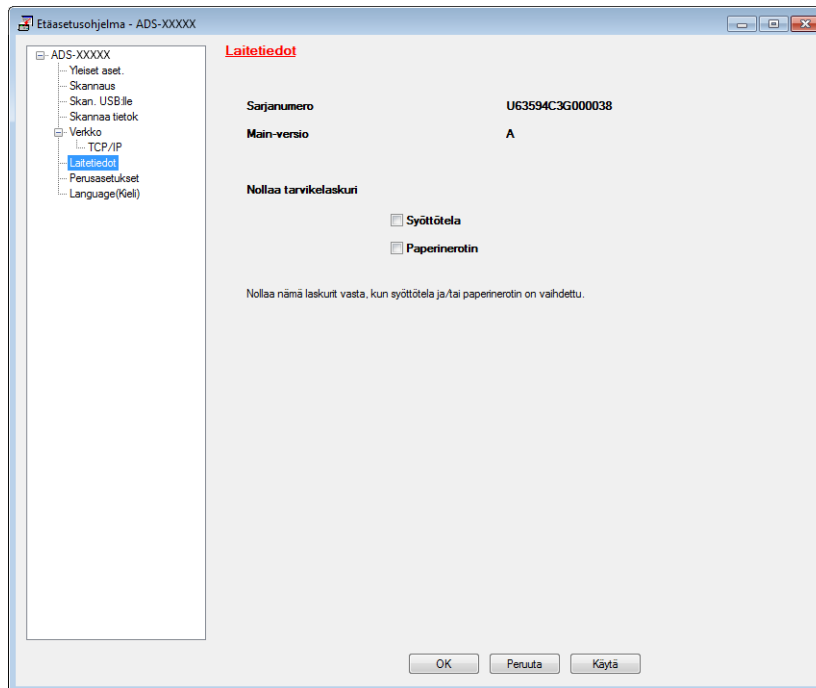 Etäasetusohjelma - ADS-XXXXX
ADS-XXXXX
Yleiset aset.
Skannaus
Skan. USB:lle
Skannaa tietok
Verkko
TCP/IP
Laitetiedot
Perusasetukset
Language(Kieli)
Laitetiedot
Sarjanumero U63594C3G000038
Main-versio A
Nollaa tarvikelaskuri
Syöttötela
Paperinerotin
Nollaa nämä laskurit vasta, kun syöttötela ja/tai paperinerotin on vaihdettu.
OK Peruuta Käytä